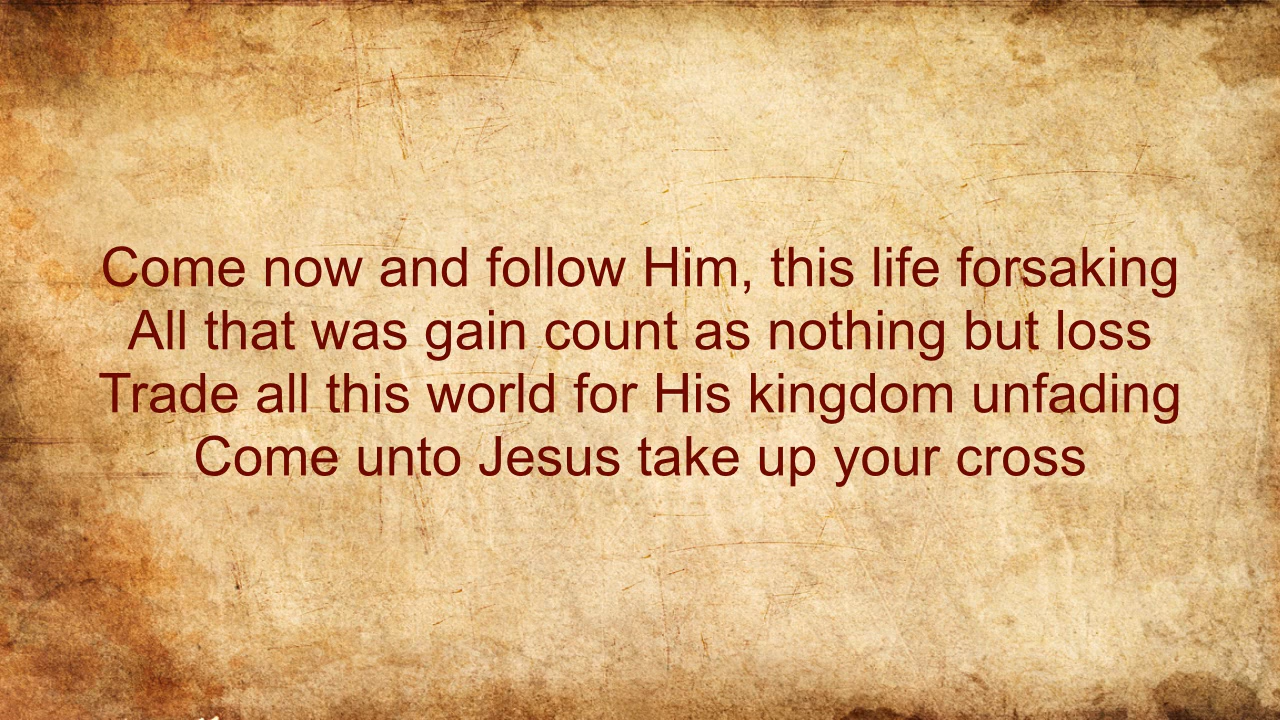 Come now and follow Him, this life forsaking
All that was gain count as nothing but loss
Trade all this world for His kingdom unfading
Come unto Jesus take up your cross